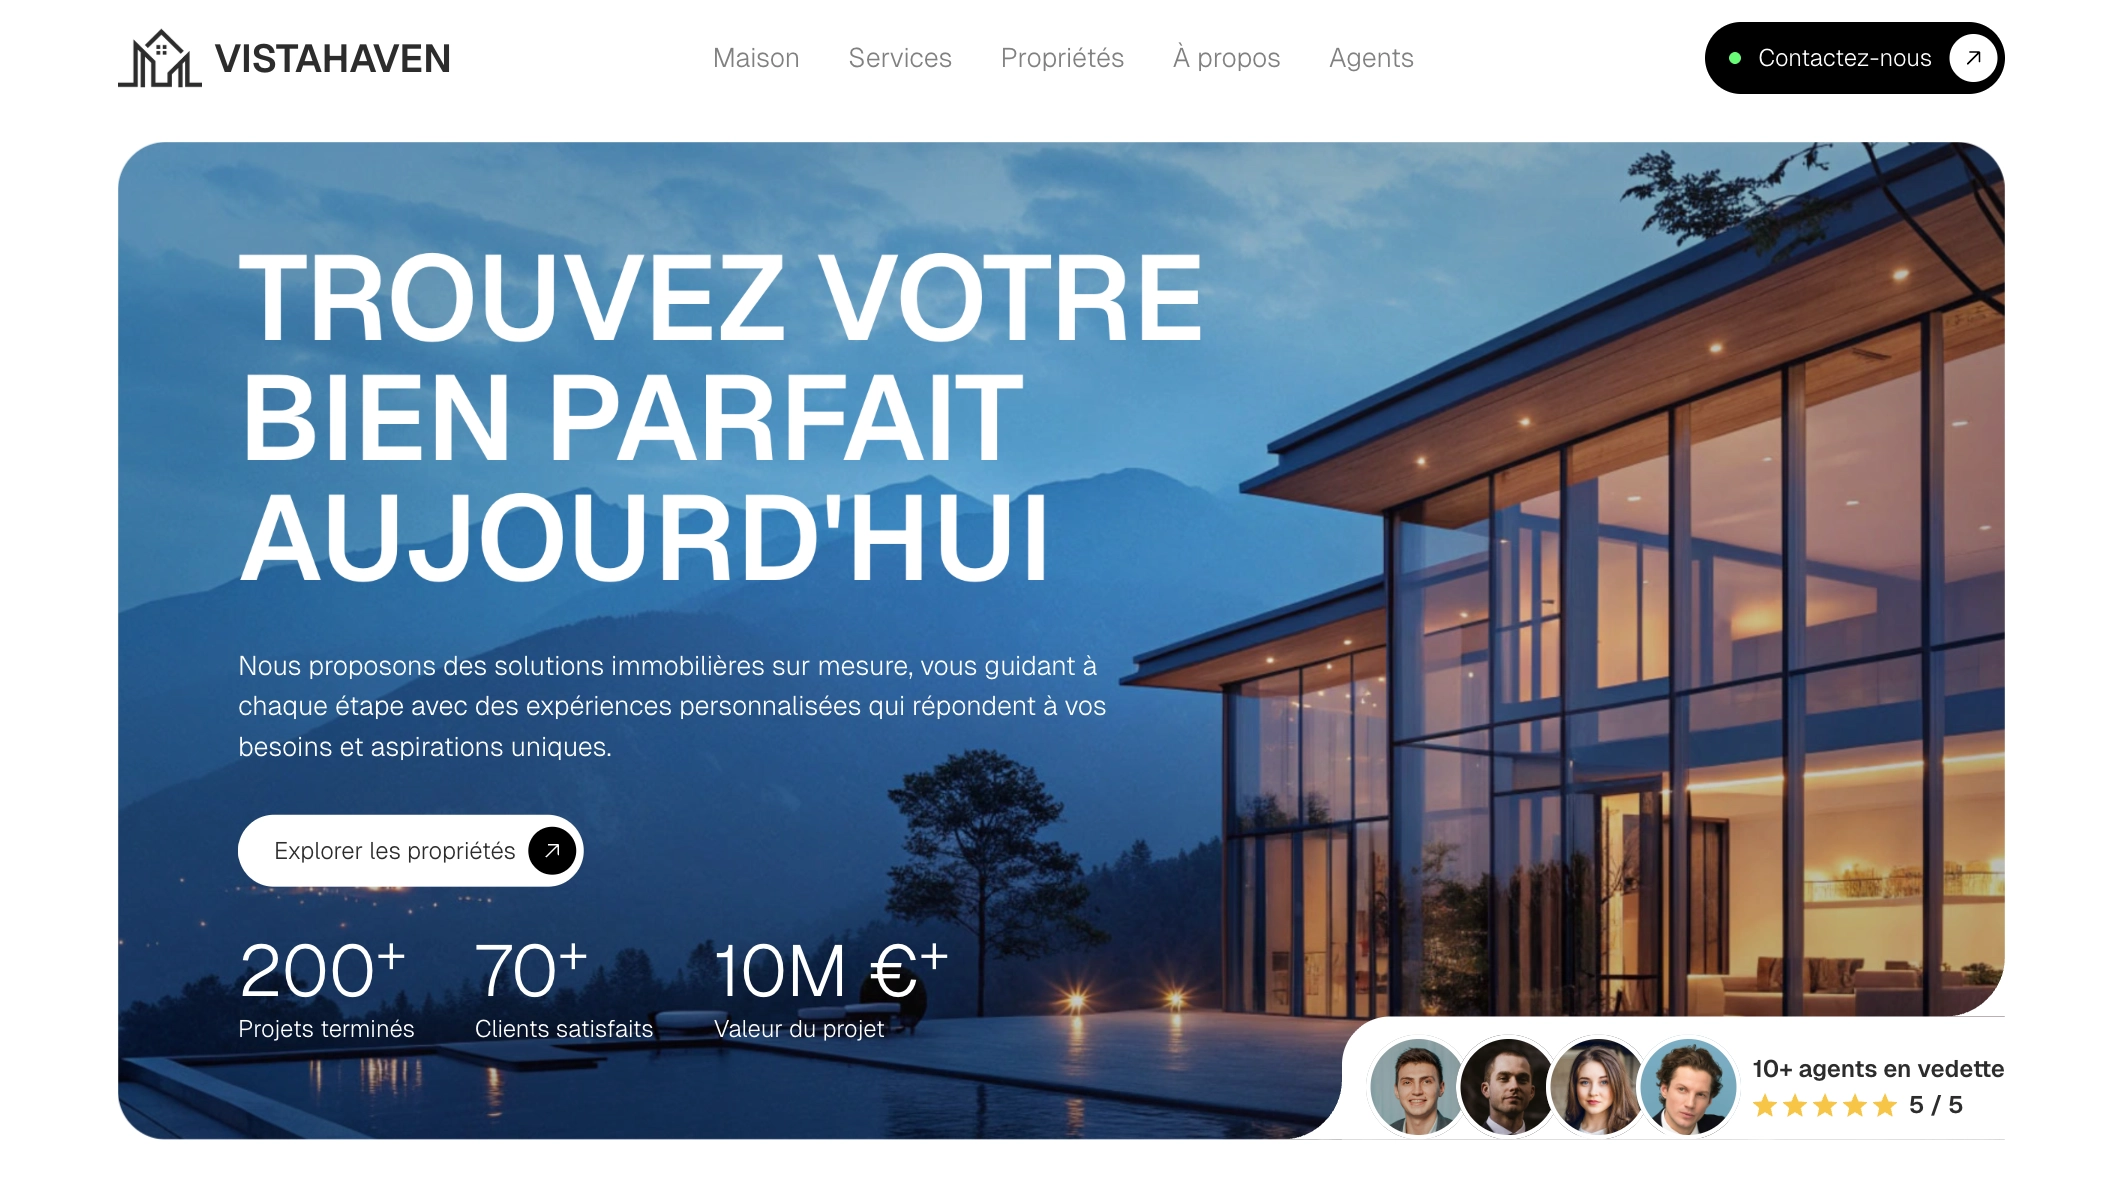 VISTAHAVEN
Maison Services Propriétés À propos Agents
Contactez-nous
TROUVEZ VOTRE
BIEN PARFAIT
AUJOURD'HUI
Nous proposons des solutions immobilières sur mesure, vous guidant à
chaque étape avec des expériences personnalisées qui répondent à vos
besoins et aspirations uniques.
Explorer les propriétés
200+
Projets terminés
70+
Clients satisfaits
10M €+
Valeur du projet
10+ agents en vedette
5 / 5